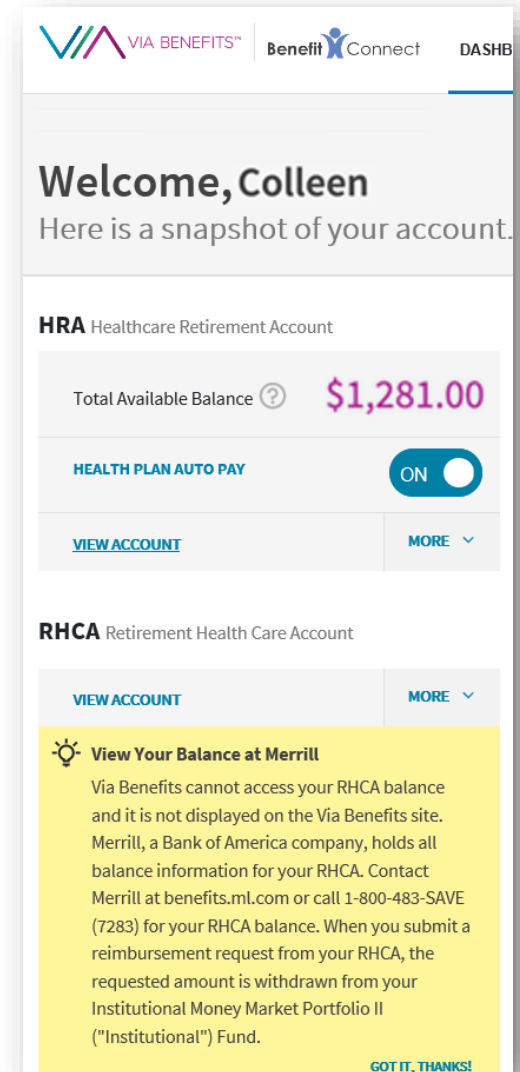 VIA BENEFITS™ Benefit Connect DASHB
Welcome, Colleen
Here is a snapshot of your account.
HRA Healthcare Retirement Account
Total Available Balance ? $1,281.00
HEALTH PLAN AUTO PAY ON
VIEW ACCOUNT MORE
RHCA Retirement Health Care Account
VIEW ACCOUNT MORE
View Your Balance at Merrill
Via Benefits cannot access your RHCA balance
and it is not displayed on the Via Benefits site.
Merrill, a Bank of America company, holds all
balance information for your RHCA. Contact
Merrill at benefits.ml.com or call 1-800-483-SAVE
(7283) for your RHCA balance. When you submit a
reimbursement request from your RHCA, the
requested amount is withdrawn from your
Institutional Money Market Portfolio II
("Institutional") Fund.
GOT IT, THANKS!